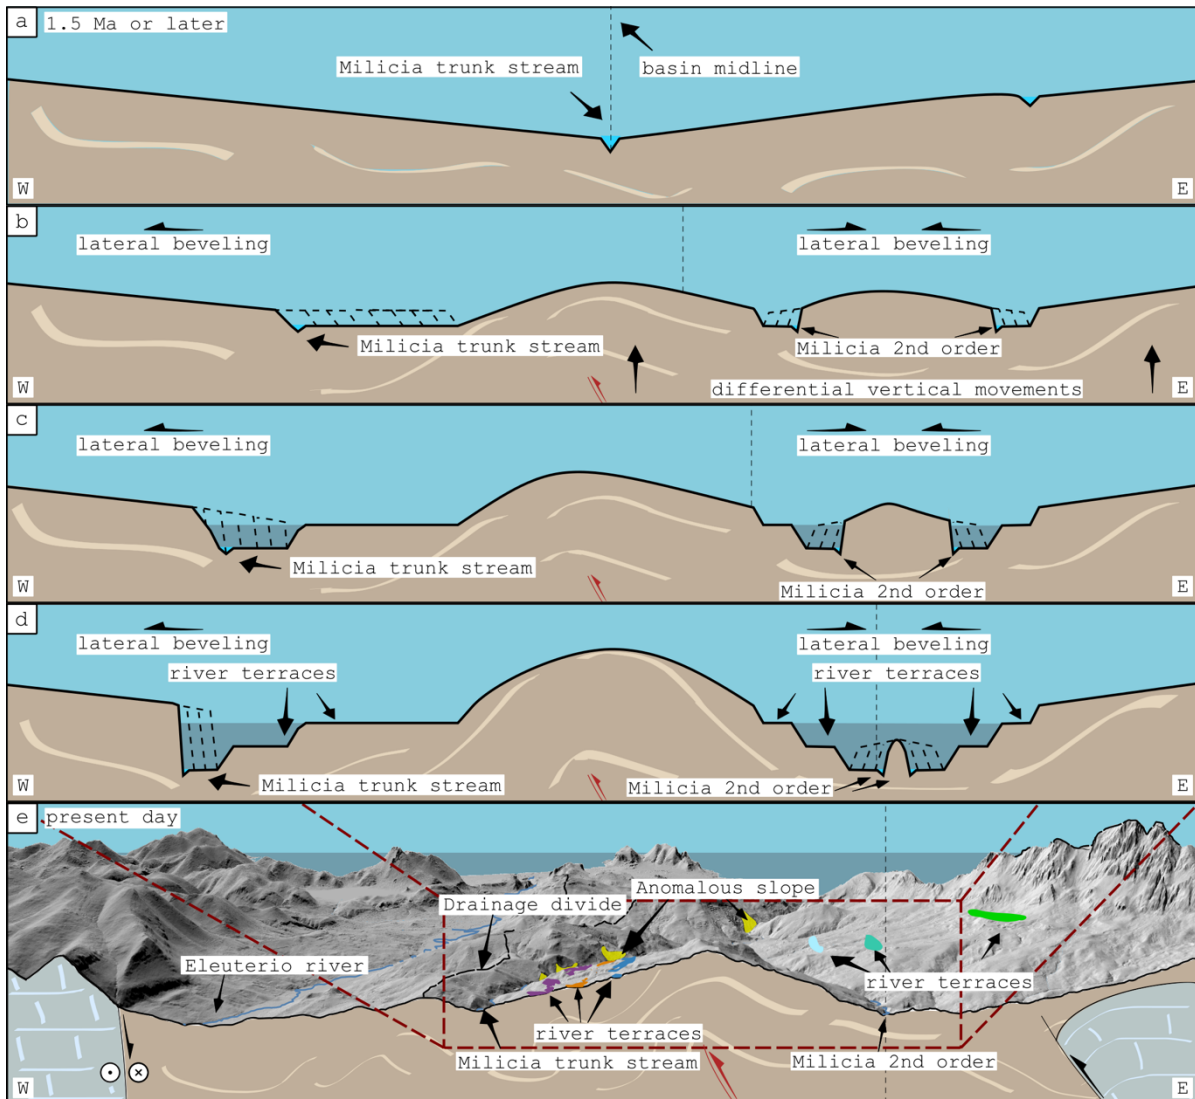 a
1.5 Ma or later
Milicia trunk stream
basin midline
W
E
b
lateral beveling
lateral beveling
Milicia trunk stream
Milicia 2nd order
differential vertical movements
W
E
c
lateral beveling
lateral beveling
Milicia trunk stream
Milicia 2nd order
W
E
d
lateral beveling
lateral beveling
river terraces
river terraces
Milicia trunk stream
Milicia 2nd order
W
E
e
present day
Anomalous slope
Drainage divide
Eleuterio river
river terraces
river terraces
Milicia trunk stream
Milicia 2nd order
W
E